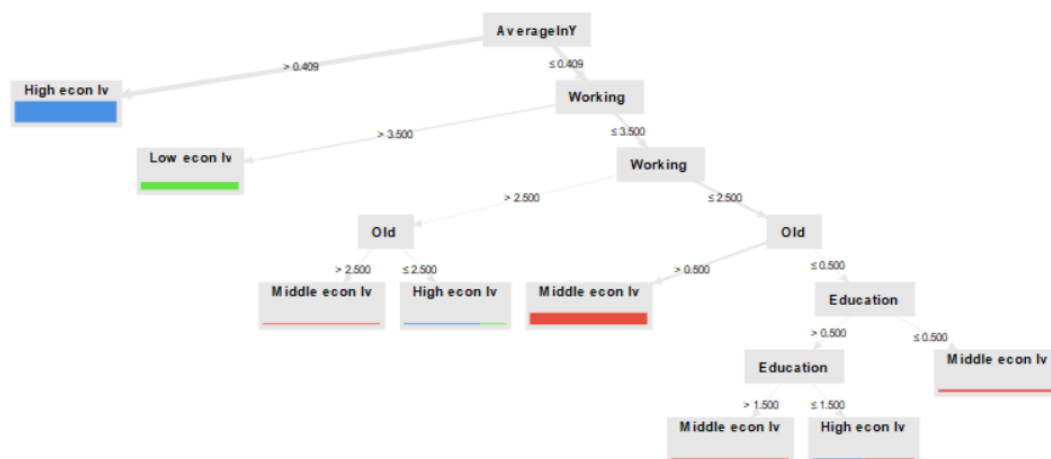 AverageInY
> 0.409
≤ 0.409
High econ lv
Working
> 3.500
≤ 3.500
Low econ lv
Working
> 2.500
≤ 2.500
Old
Old
> 2.500
≤ 2.500
> 0.500
≤ 0.500
Middle econ lv
High econ lv
Middle econ lv
Education
> 0.500
≤ 0.500
Education
Middle econ lv
> 1.500
≤ 1.500
Middle econ lv
High econ lv